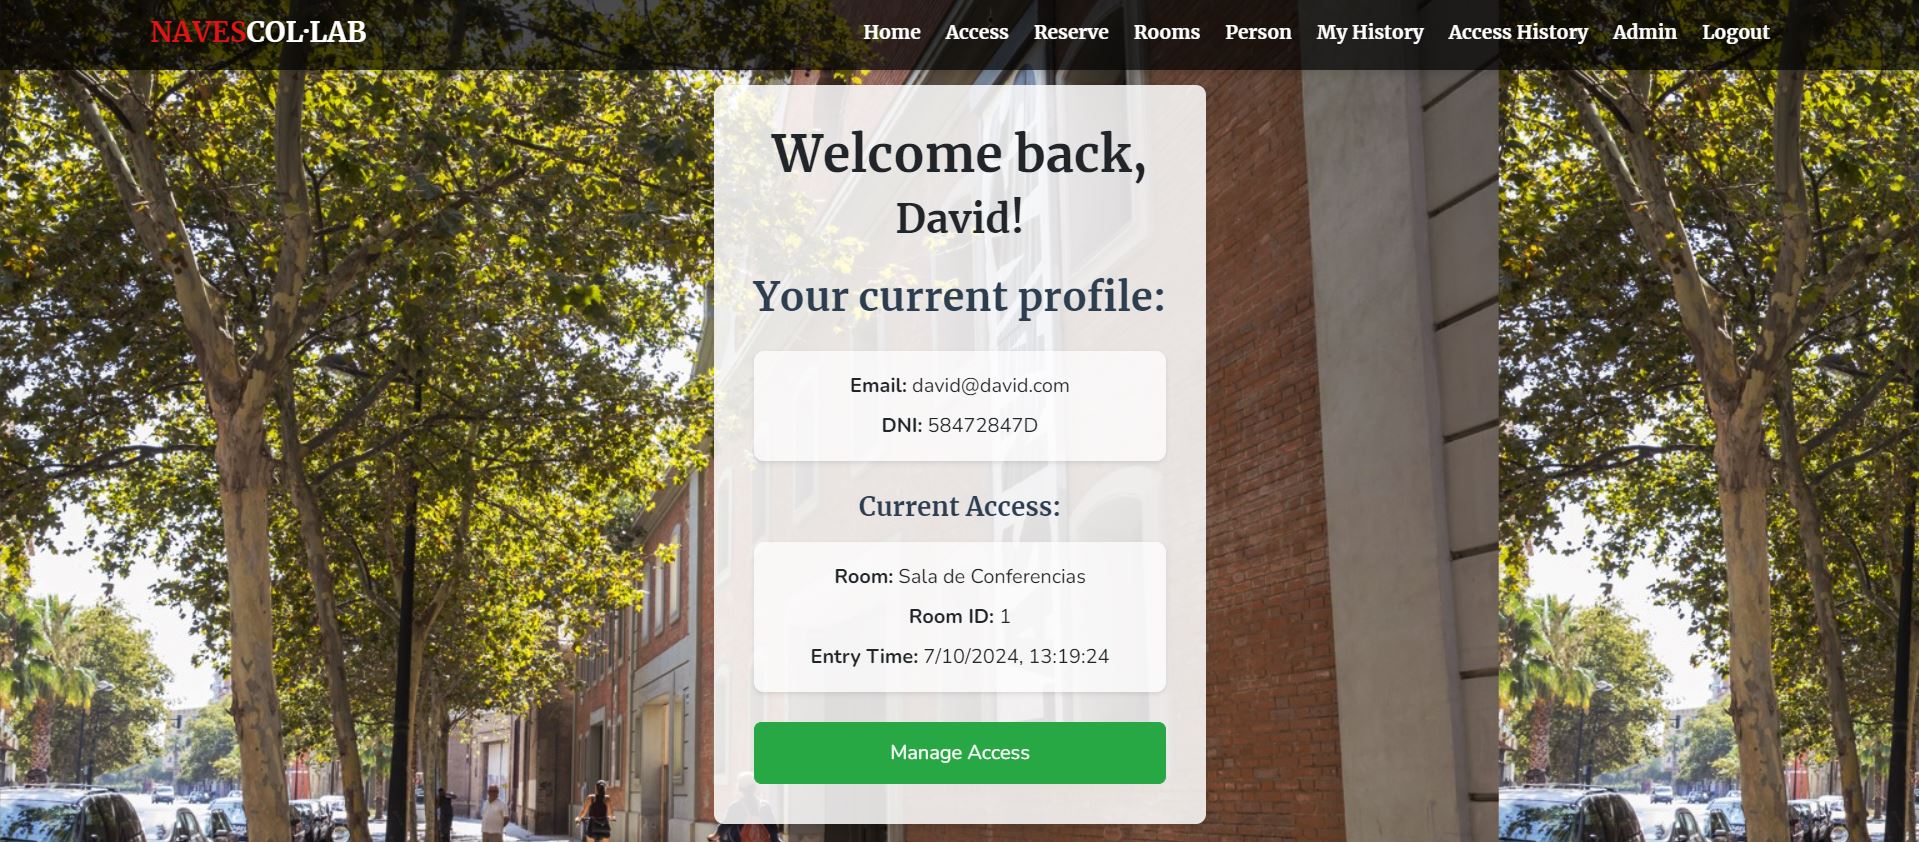 NAVESCOL·LAB
Home Access Reserve Rooms Person My History Access History Admin Logout
Welcome back,
David!
Your current profile:
Email: david@david.com
DNI: 58472847D
Current Access:
Room: Sala de Conferencias
Room ID: 1
Entry Time: 7/10/2024, 13:19:24
Manage Access